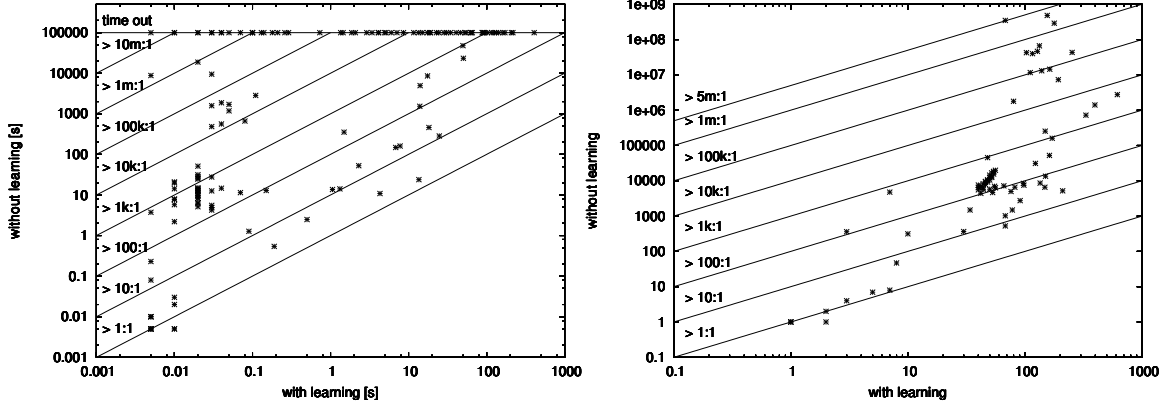 time out
100000
> 10m:1
10000
> 1m:1
1000
> 100k:1
100
> 10k:1
10
> 1k:1
1
> 100:1
0.1
> 10:1
0.01
> 1:1
0.001
without learning [s]
0.001 0.01 0.1 1 10 100 1000
with learning [s]
1e+09
1e+08
1e+07
> 5m:1
1e+06
> 1m:1
100000
> 100k:1
10000
> 10k:1
1000
> 1k:1
100
> 100:1
10
> 10:1
1
> 1:1
0.1
without learning
0.1 1 10 100 1000
with learning